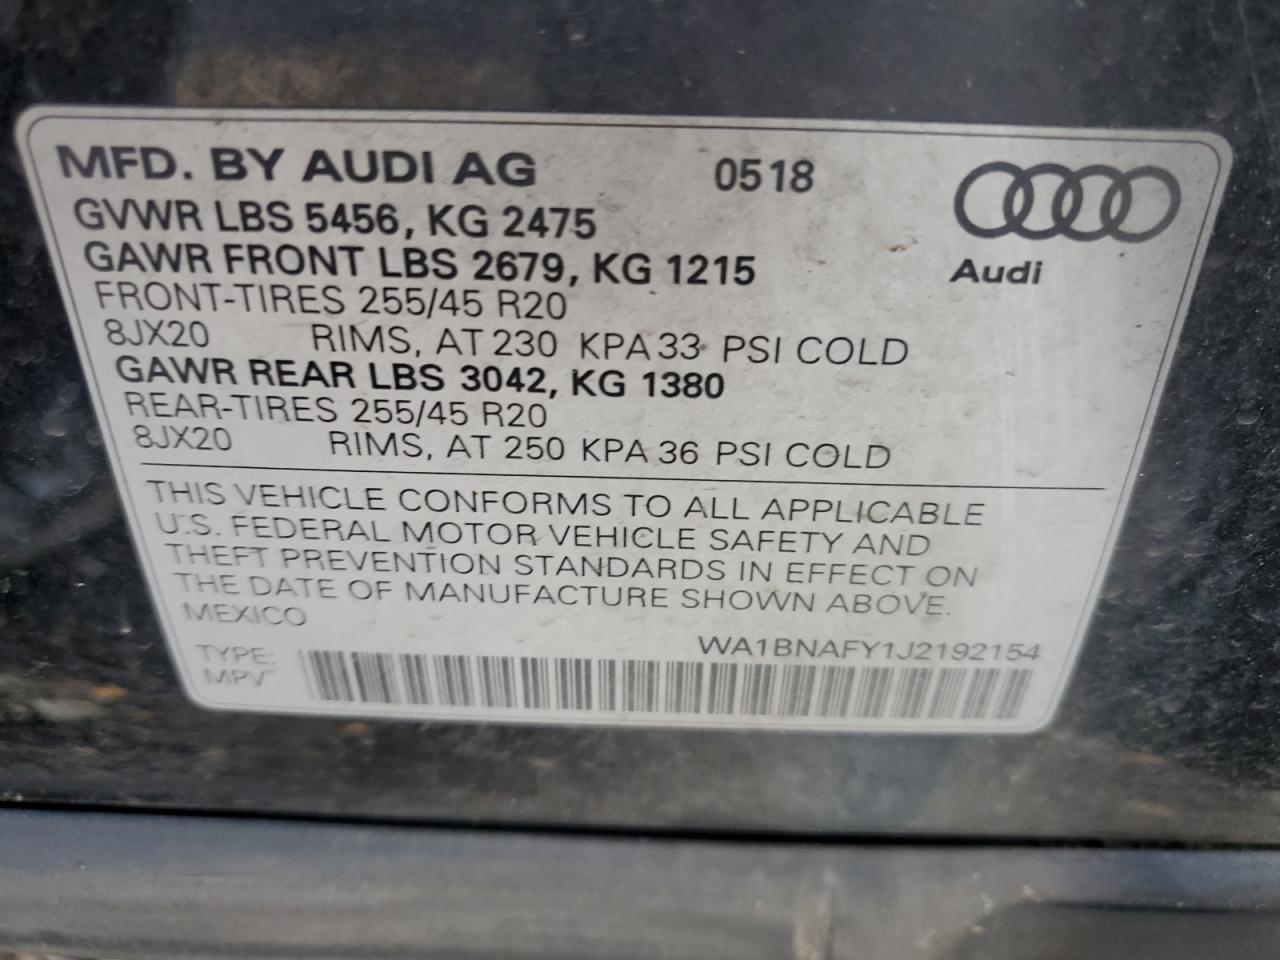 MFD. BY AUDI AG 0518
GVWR LBS 5456, KG 2475
GAWR FRONT LBS 2679, KG 1215
Audi
FRONT-TIRES 255/45 R20
8JX20 RIMS, AT 230 KPA 33 PSI COLD
GAWR REAR LBS 3042, KG 1380
REAR-TIRES 255/45 R20
8JX20 RIMS, AT 250 KPA 36 PSI COLD
THIS VEHICLE CONFORMS TO ALL APPLICABLE
U.S. FEDERAL MOTOR VEHICLE SAFETY AND
THEFT PREVENTION STANDARDS IN EFFECT ON
THE DATE OF MANUFACTURE SHOWN ABOVE.
MEXICO
WA1BNAFY1J2192154
TYPE:
MPV